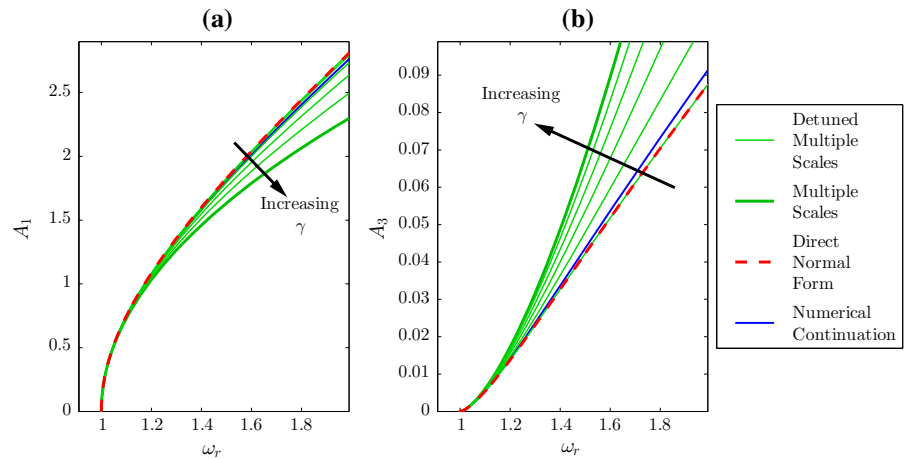 (a)
A₁
2.5
2
1.5
1
0.5
0
1
1.2
1.4
1.6
1.8
ωᵣ
Increasing
γ
(b)
A₃
0.09
0.08
0.07
0.06
0.05
0.04
0.03
0.02
0.01
0
1
1.2
1.4
1.6
1.8
ωᵣ
Increasing
γ
Detuned
Multiple
Scales
Multiple
Scales
Direct
Normal
Form
Numerical
Continuation